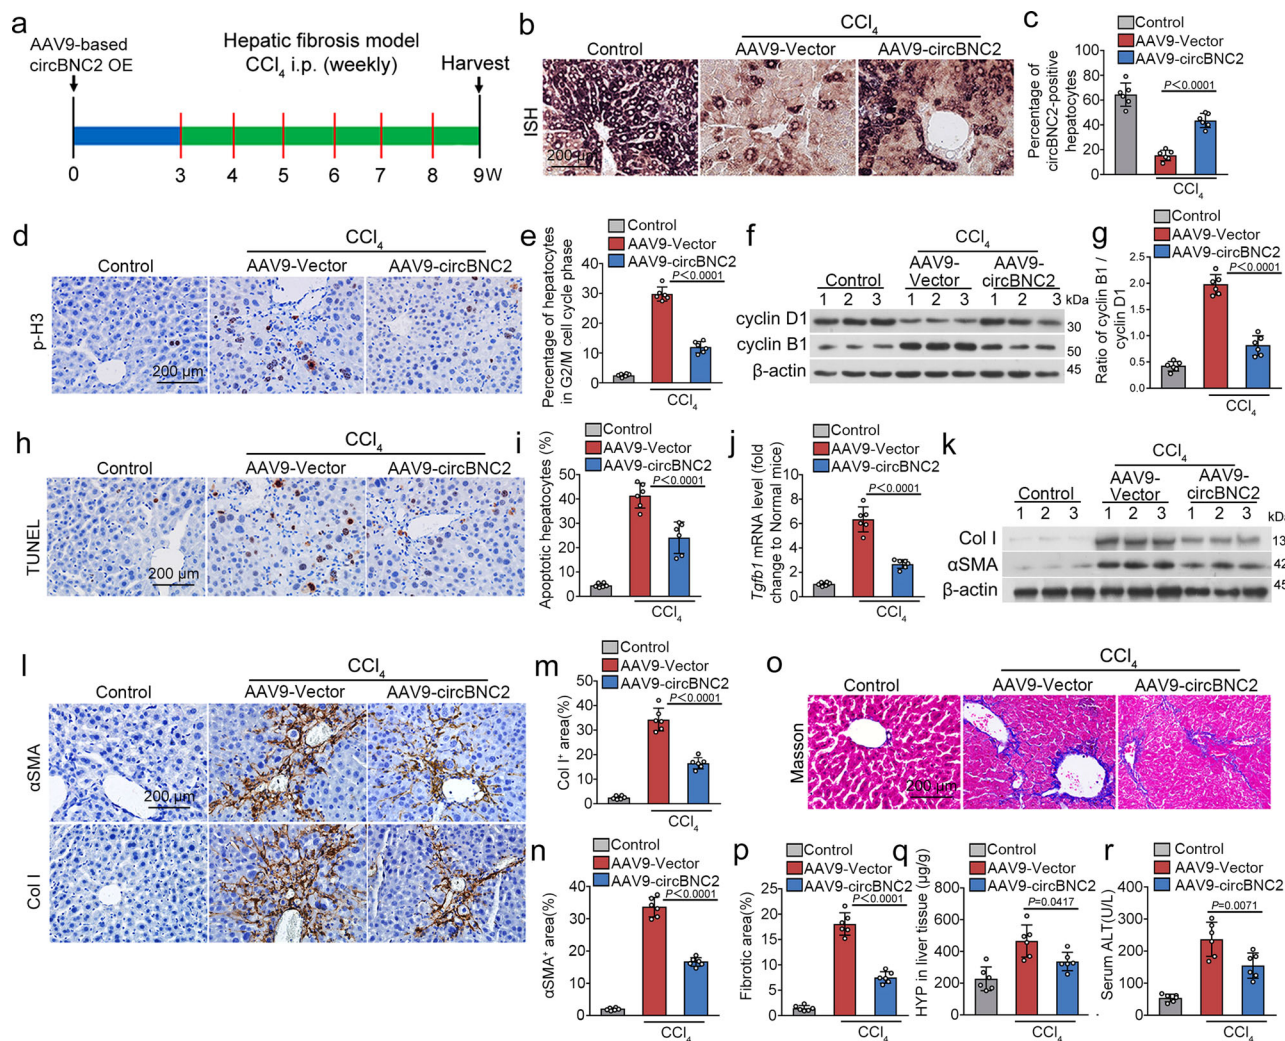 a
AAV9-based
circBNC2 OE
Hepatic fibrosis model
CCl4 i.p. (weekly)
Harvest
0 3 4 5 6 7 8 9W
b
CCl4
Control AAV9-Vector AAV9-circBNC2
ISH
200 µm
c
Control
AAV9-Vector
AAV9-circBNC2
Percentage of
circBNC2-positive
hepatocytes
100
80
60
40
20
0
P<0.0001
CCl4
d
CCl4
Control AAV9-Vector AAV9-circBNC2
p-H3
200 µm
e
Control
AAV9-Vector
AAV9-circBNC2
Percentage of hepatocytes
in G2/M cell cycle phase
40
30
20
10
0
P<0.0001
CCl4
f
CCl4
Control AAV9-Vector AAV9-circBNC2
1 2 3 1 2 3 1 2 3 kDa
cyclin D1 30
cyclin B1 50
β-actin 45
g
Control
AAV9-Vector
AAV9-circBNC2
Ratio of cyclin B1 /
cyclin D1
2.5
2.0
1.5
1.0
0.5
0.0
P<0.0001
CCl4
h
CCl4
Control AAV9-Vector AAV9-circBNC2
TUNEL
200 µm
i
Control
AAV9-Vector
AAV9-circBNC2
Apoptotic hepatocytes (%)
50
40
30
20
10
0
P<0.0001
CCl4
j
Control
AAV9-Vector
AAV9-circBNC2
Tgfb1 mRNA level (fold
change to Normal mice)
10
8
6
4
2
0
P<0.0001
CCl4
k
CCl4
Control AAV9-Vector AAV9-circBNC2
1 2 3 1 2 3 1 2 3
Col I 13
αSMA 42
β-actin 45
l
CCl4
Control AAV9-Vector AAV9-circBNC2
αSMA
200 µm
Col I
m
Control
AAV9-Vector
AAV9-circBNC2
Col I+ area(%)
50
40
30
20
10
0
P<0.0001
CCl4
n
Control
AAV9-Vector
AAV9-circBNC2
αSMA+ area(%)
40
30
20
10
0
P<0.0001
CCl4
o
CCl4
Control AAV9-Vector AAV9-circBNC2
Masson
200 µm
p
Control
AAV9-Vector
AAV9-circBNC2
Fibrotic area(%)
25
20
15
10
5
0
P<0.0001
CCl4
q
Control
AAV9-Vector
AAV9-circBNC2
HYP in liver tissue (µg/g)
800
600
400
200
0
P=0.0417
CCl4
r
Control
AAV9-Vector
AAV9-circBNC2
Serum ALT(U/L)
400
300
200
100
0
P=0.0071
CCl4